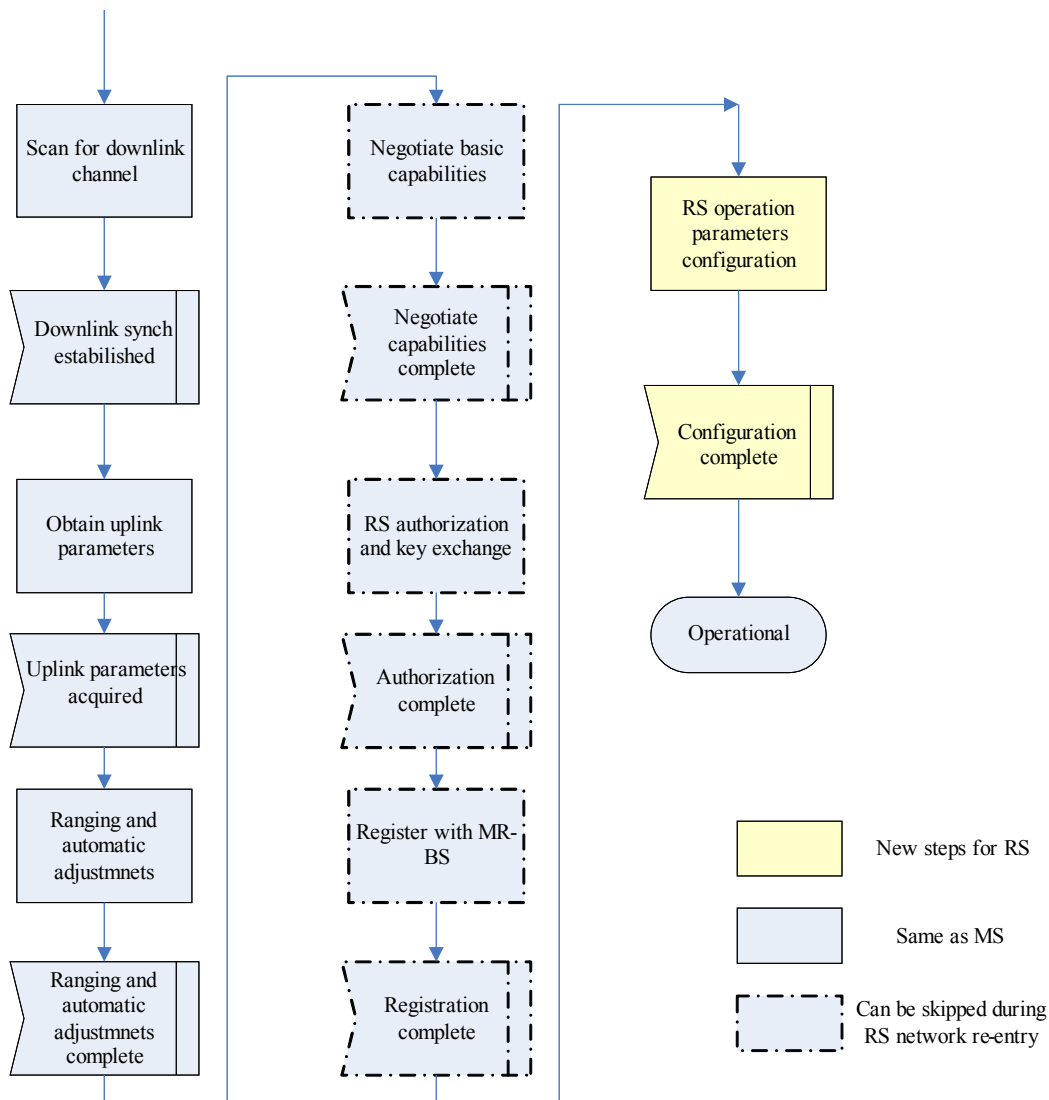 Scan for downlink
channel
Downlink synch
estabilished
Obtain uplink
parameters
Uplink parameters
acquired
Ranging and
automatic
adjustmnets
Ranging and
automatic
adjustmnets
complete
Negotiate basic
capabilities
Negotiate
capabilities
complete
RS authorization
and key exchange
Authorization
complete
Register with MR-
BS
Registration
complete
RS operation
parameters
configuration
Configuration
complete
Operational
New steps for RS
Same as MS
Can be skipped during
RS network re-entry